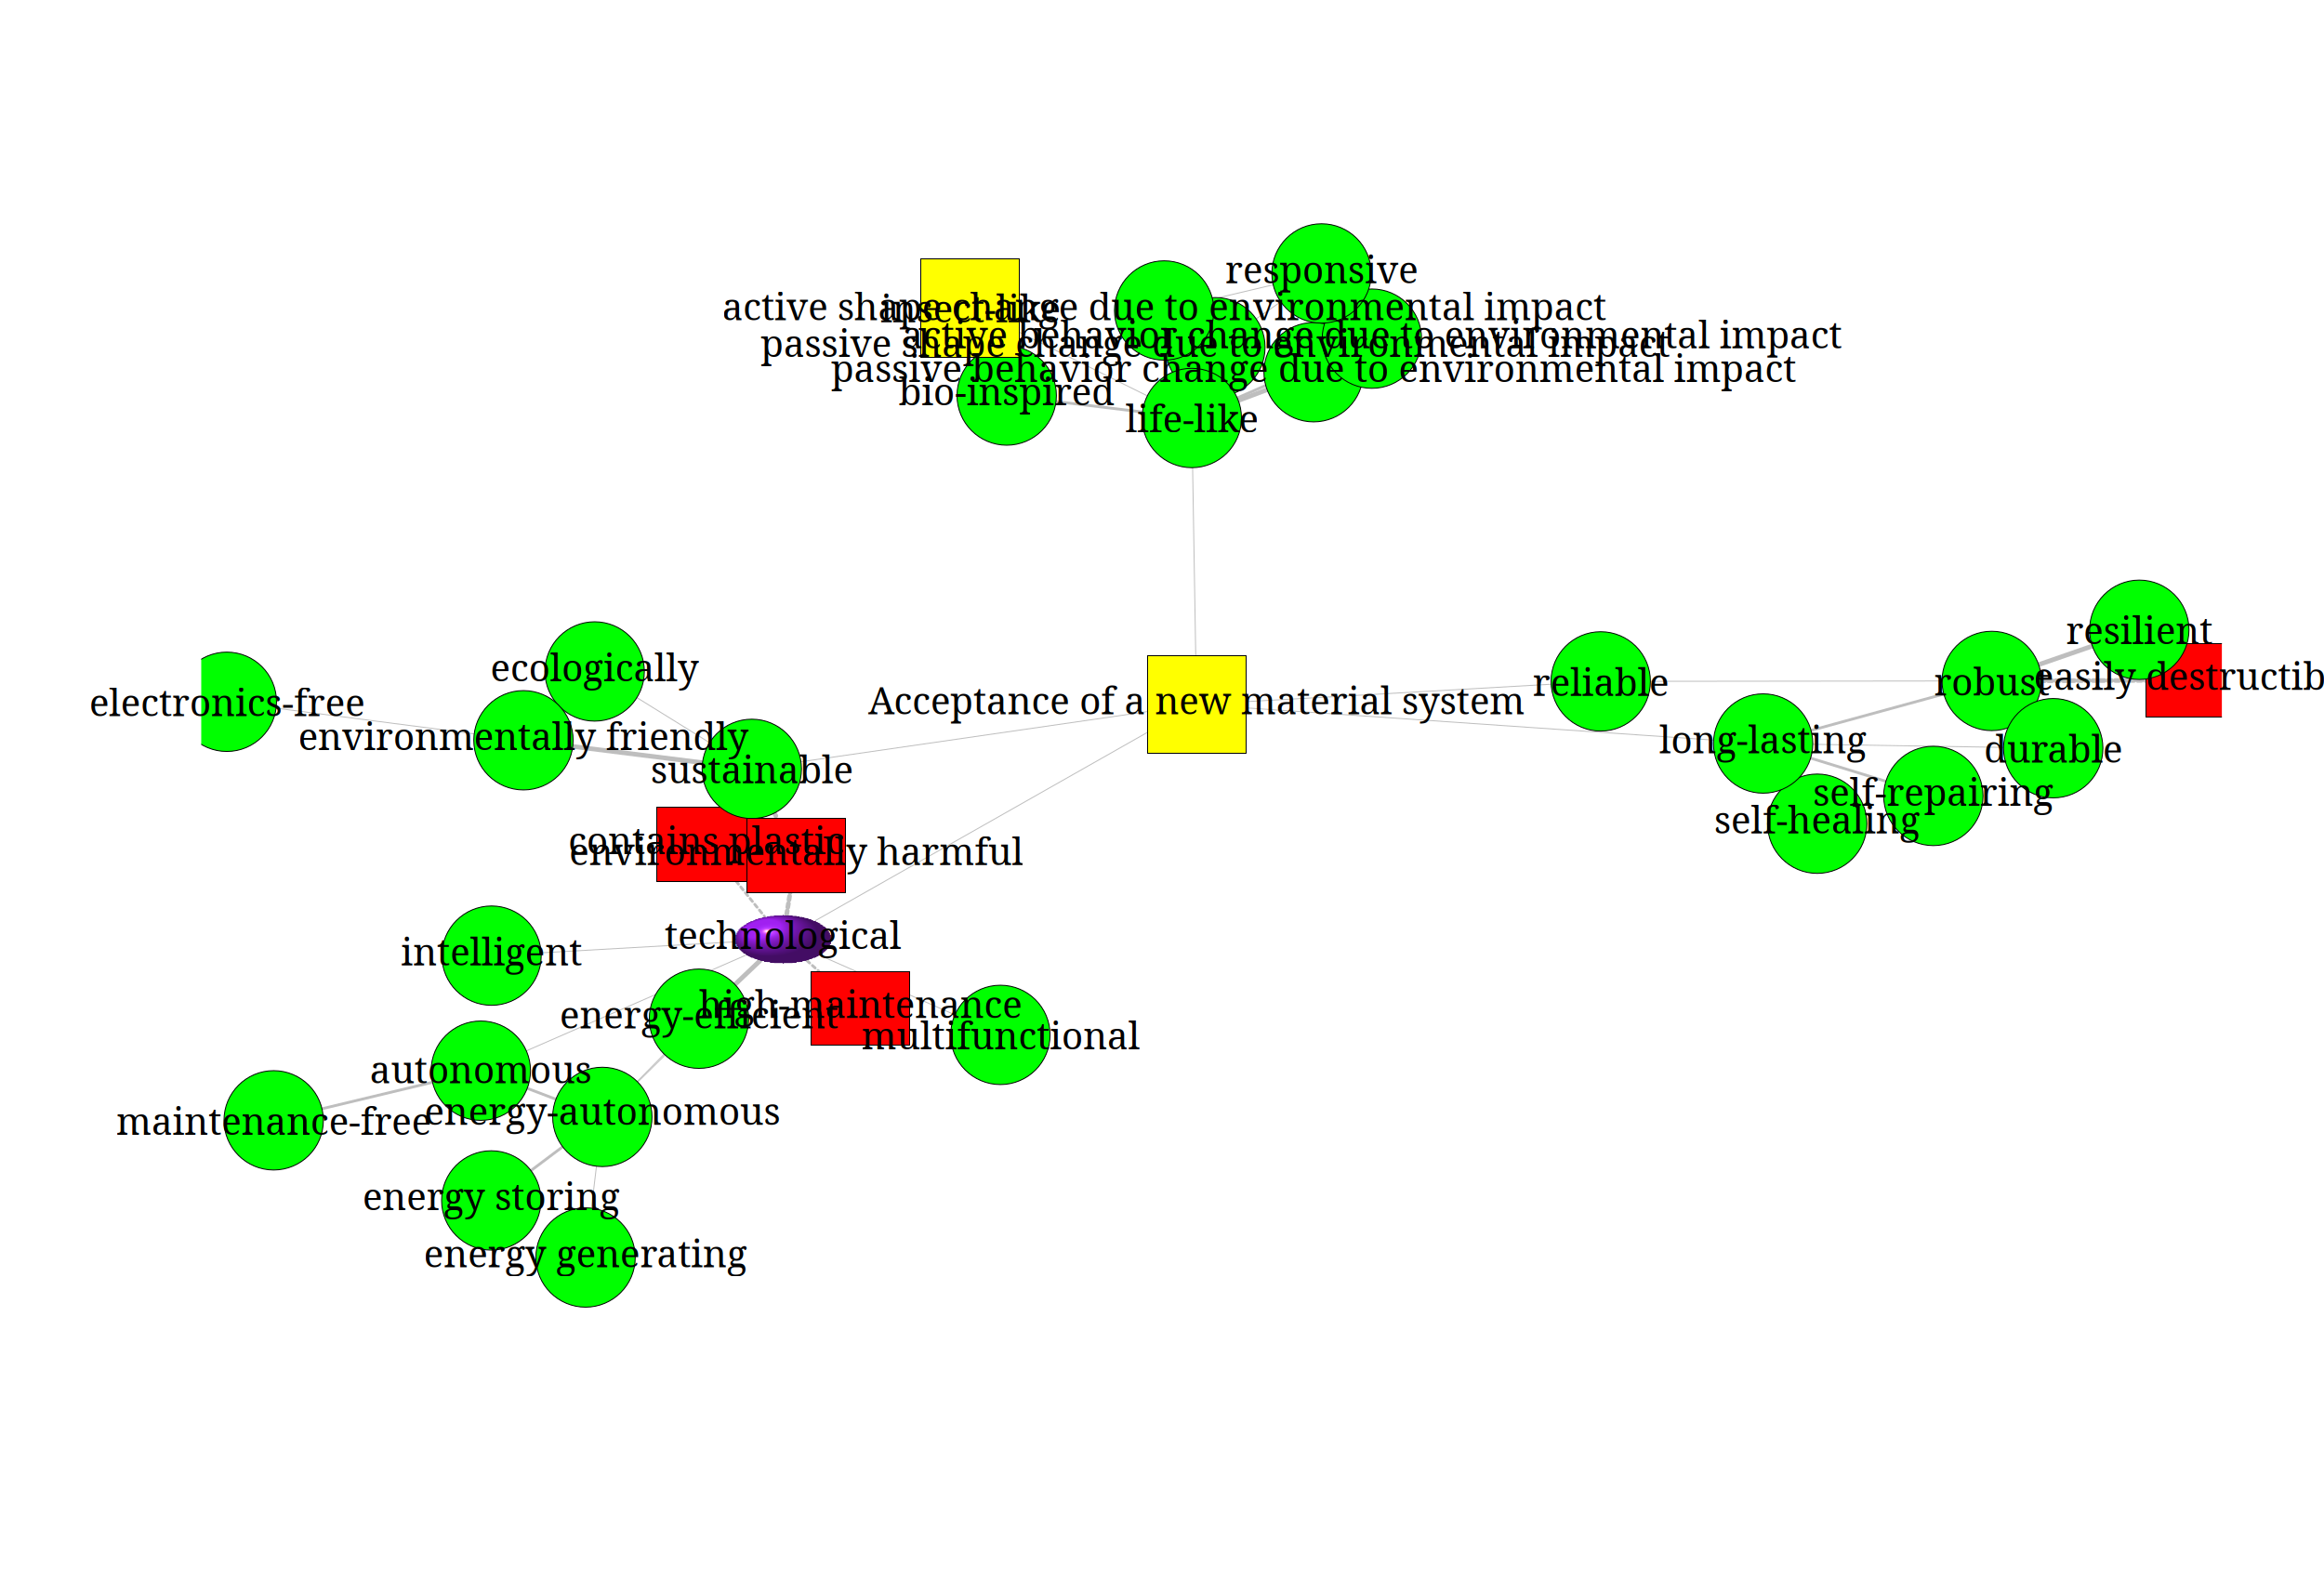 responsive
active shape change due to environmental impact
insect-like
active behavior change due to environmental impact
passive shape change due to environmental impact
passive behavior change due to environmental impact
bio-inspired
life-like
resilient
ecologically
easily destructib
reliable
robust
electronics-free
Acceptance of a new material system
environmentally friendly
long-lasting
durable
sustainable
self-repairing
self-healing
contains plastic
environmentally harmful
technological
intelligent
high-maintenance
energy-efficient
multifunctional
autonomous
energy-autonomous
maintenance-free
energy storing
energy generating